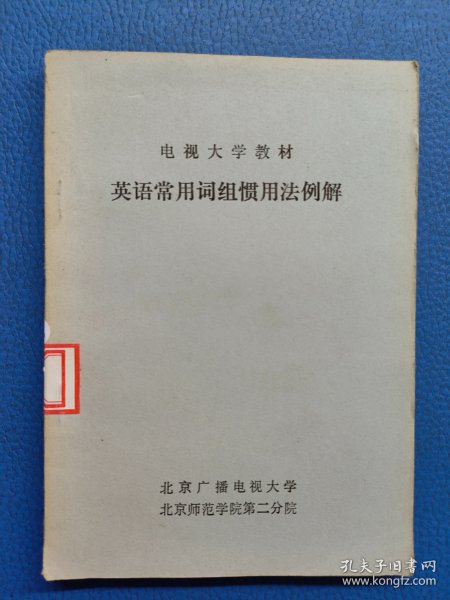 电视大学教材
英语常用词组惯用法例解
北京广播电视大学
北京师范学院第二分院
孔夫子旧书网
www.kongfz.com